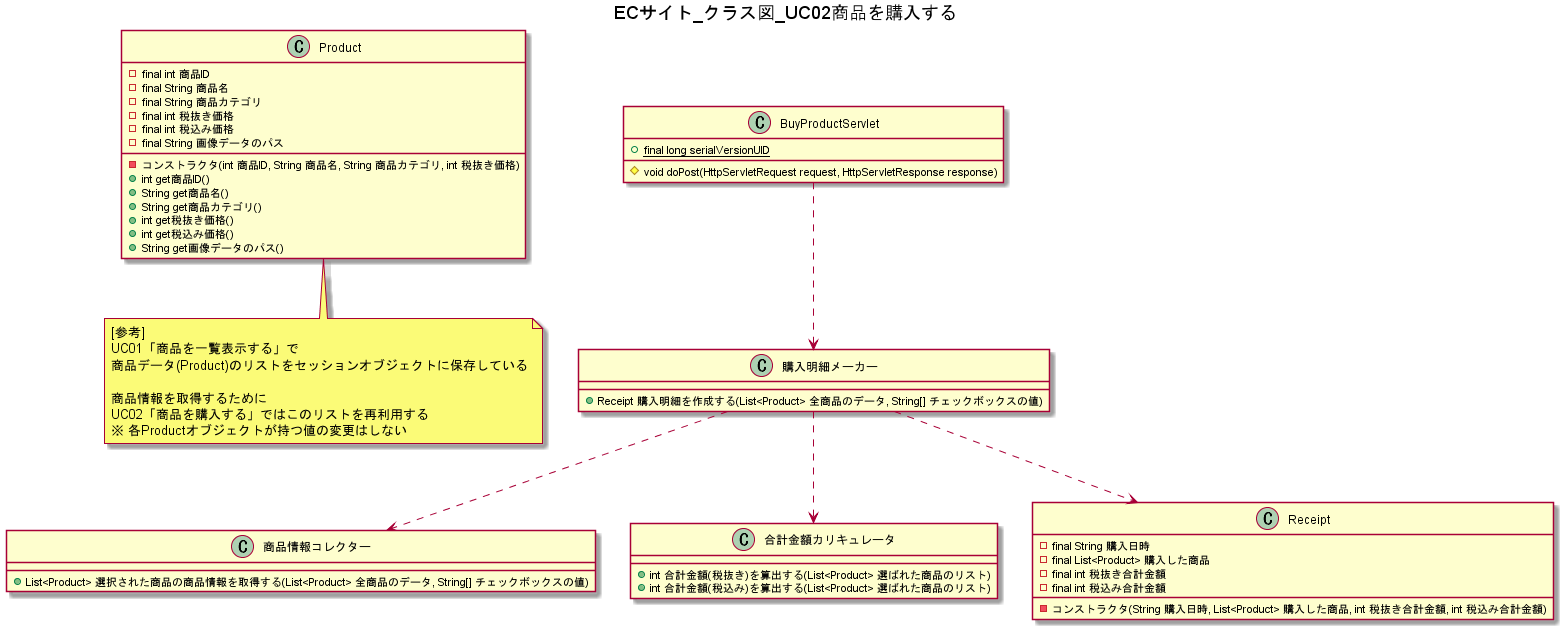 ECサイト_クラス図_UC02商品を購入する
C Product
final int 商品ID
final String 商品名
final String 商品カテゴリ
final int 税抜き価格
final int 税込み価格
final String 画像データのパス
コンストラクタ(int 商品ID, String 商品名, String 商品カテゴリ, int 税抜き価格)
int get商品ID()
String get商品名()
String get商品カテゴリ()
int get税抜き価格()
int get税込み価格()
String get画像データのパス()
[参考]
UC01「商品を一覧表示する」で
商品データ(Product)のリストをセッションオブジェクトに保存している
商品情報を取得するために
UC02「商品を購入する」ではこのリストを再利用する
※ 各Productオブジェクトが持つ値の変更はしない
C BuyProductServlet
final long serialVersionUID
void doPost(HttpServletRequest request, HttpServletResponse response)
C 購入明細メーカー
Receipt 購入明細を作成する(List<Product> 全商品のデータ, String[] チェックボックスの値)
C 商品情報コレクター
List<Product> 選択された商品の商品情報を取得する(List<Product> 全商品のデータ, String[] チェックボックスの値)
C 合計金額カリキュレータ
int 合計金額(税抜き)を算出する(List<Product> 選ばれた商品のリスト)
int 合計金額(税込み)を算出する(List<Product> 選ばれた商品のリスト)
C Receipt
final String 購入日時
final List<Product> 購入した商品
final int 税抜き合計金額
final int 税込み合計金額
コンストラクタ(String 購入日時, List<Product> 購入した商品, int 税抜き合計金額, int 税込み合計金額)